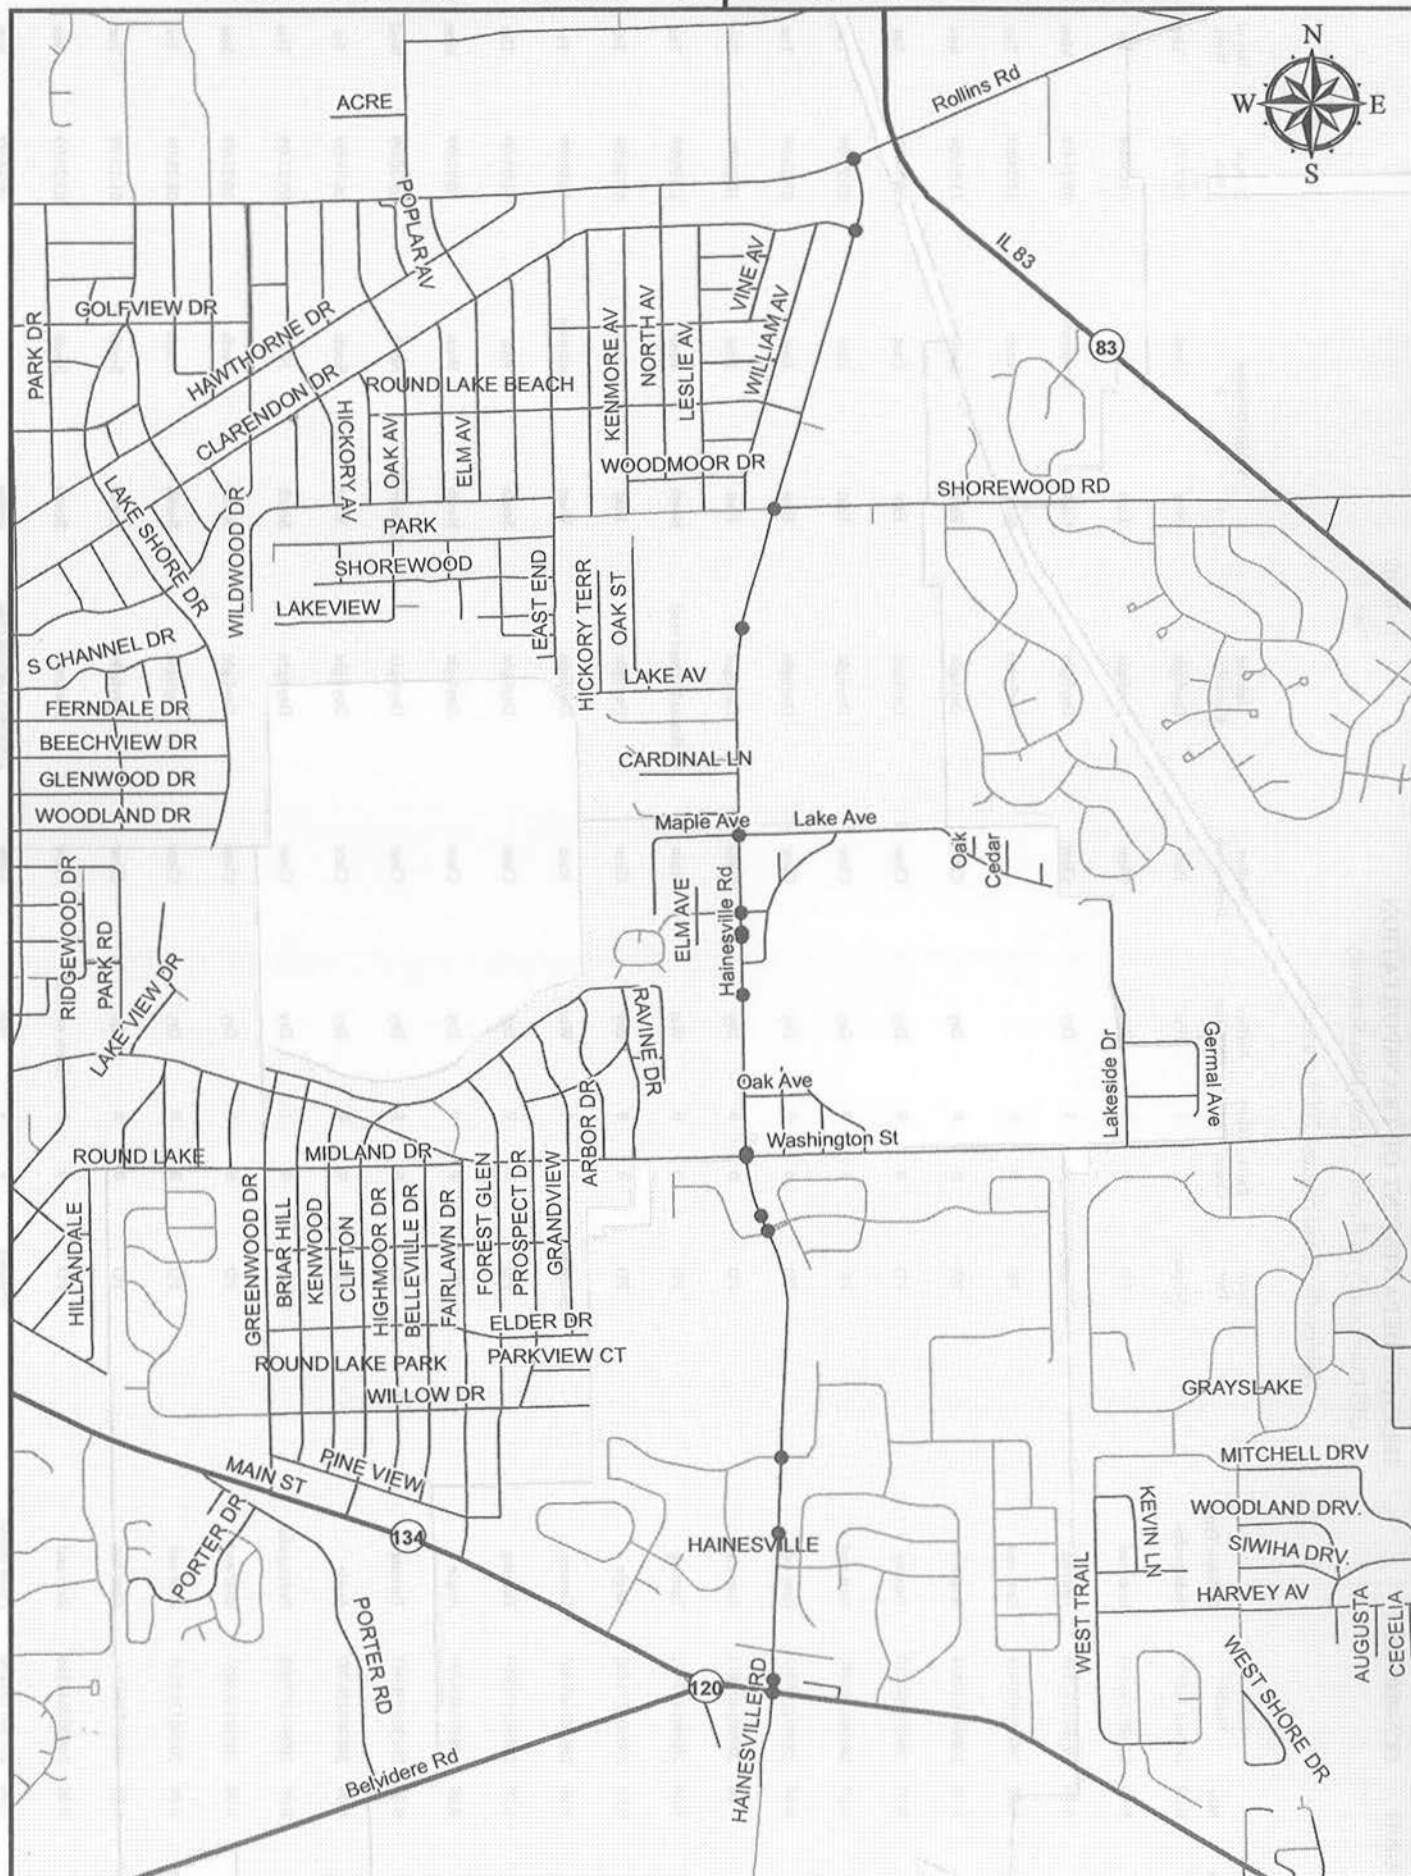 N
W E
S
Rollins Rd
ACRE
POPLAR AV
IL 83
83
GOLFVIEW DR
PARK DR
HAWTHORNE DR
CLARENDON DR
VINE AV
WILLIAM AV
KENMORE AV
NORTH AV
LESLIE AV
ROUND LAKE BEACH
HICKORY AV
OAK AV
ELM AV
WOODMOOR DR
SHOREWOOD RD
LAKE SHORE DR
WILDWOOD DR
PARK
SHOREWOOD
LAKEVIEW
EAST END
HICKORY TERR
OAK ST
S CHANNEL DR
LAKE AV
FERNDALE DR
BEECHVIEW DR
GLENWOOD DR
WOODLAND DR
CARDINAL LN
Maple Ave
Lake Ave
Oak
Cedar
RIDGEWOOD DR
PARK RD
LAKE VIEW DR
ELM AVE
Hainesville Rd
RAVINE DR
Oak Ave
Lakeside Dr
Germal Ave
Washington St
ARBOR DR
ROUND LAKE
MIDLAND DR
HILLANDALE
GREENWOOD DR
BRIAR HILL
KENWOOD
CLIFTON
HIGHMOOR DR
BELLEVILLE DR
FAIRLAWN DR
FOREST GLEN
PROSPECT DR
GRANDVIEW
ELDER DR
PARKVIEW CT
ROUND LAKE PARK
WILLOW DR
GRAYSLAKE
MAIN ST
PINE VIEW
134
PORTER DR
PORTER RD
HAINESVILLE
MITCHELL DRV
WOODLAND DRV.
SIWIHA DRV.
KEVIN LN
HARVEY AV
WEST TRAIL
AUGUSTA
CECELIA
WEST SHORE DR
120
HAINESVILLE RD
Belvidere Rd